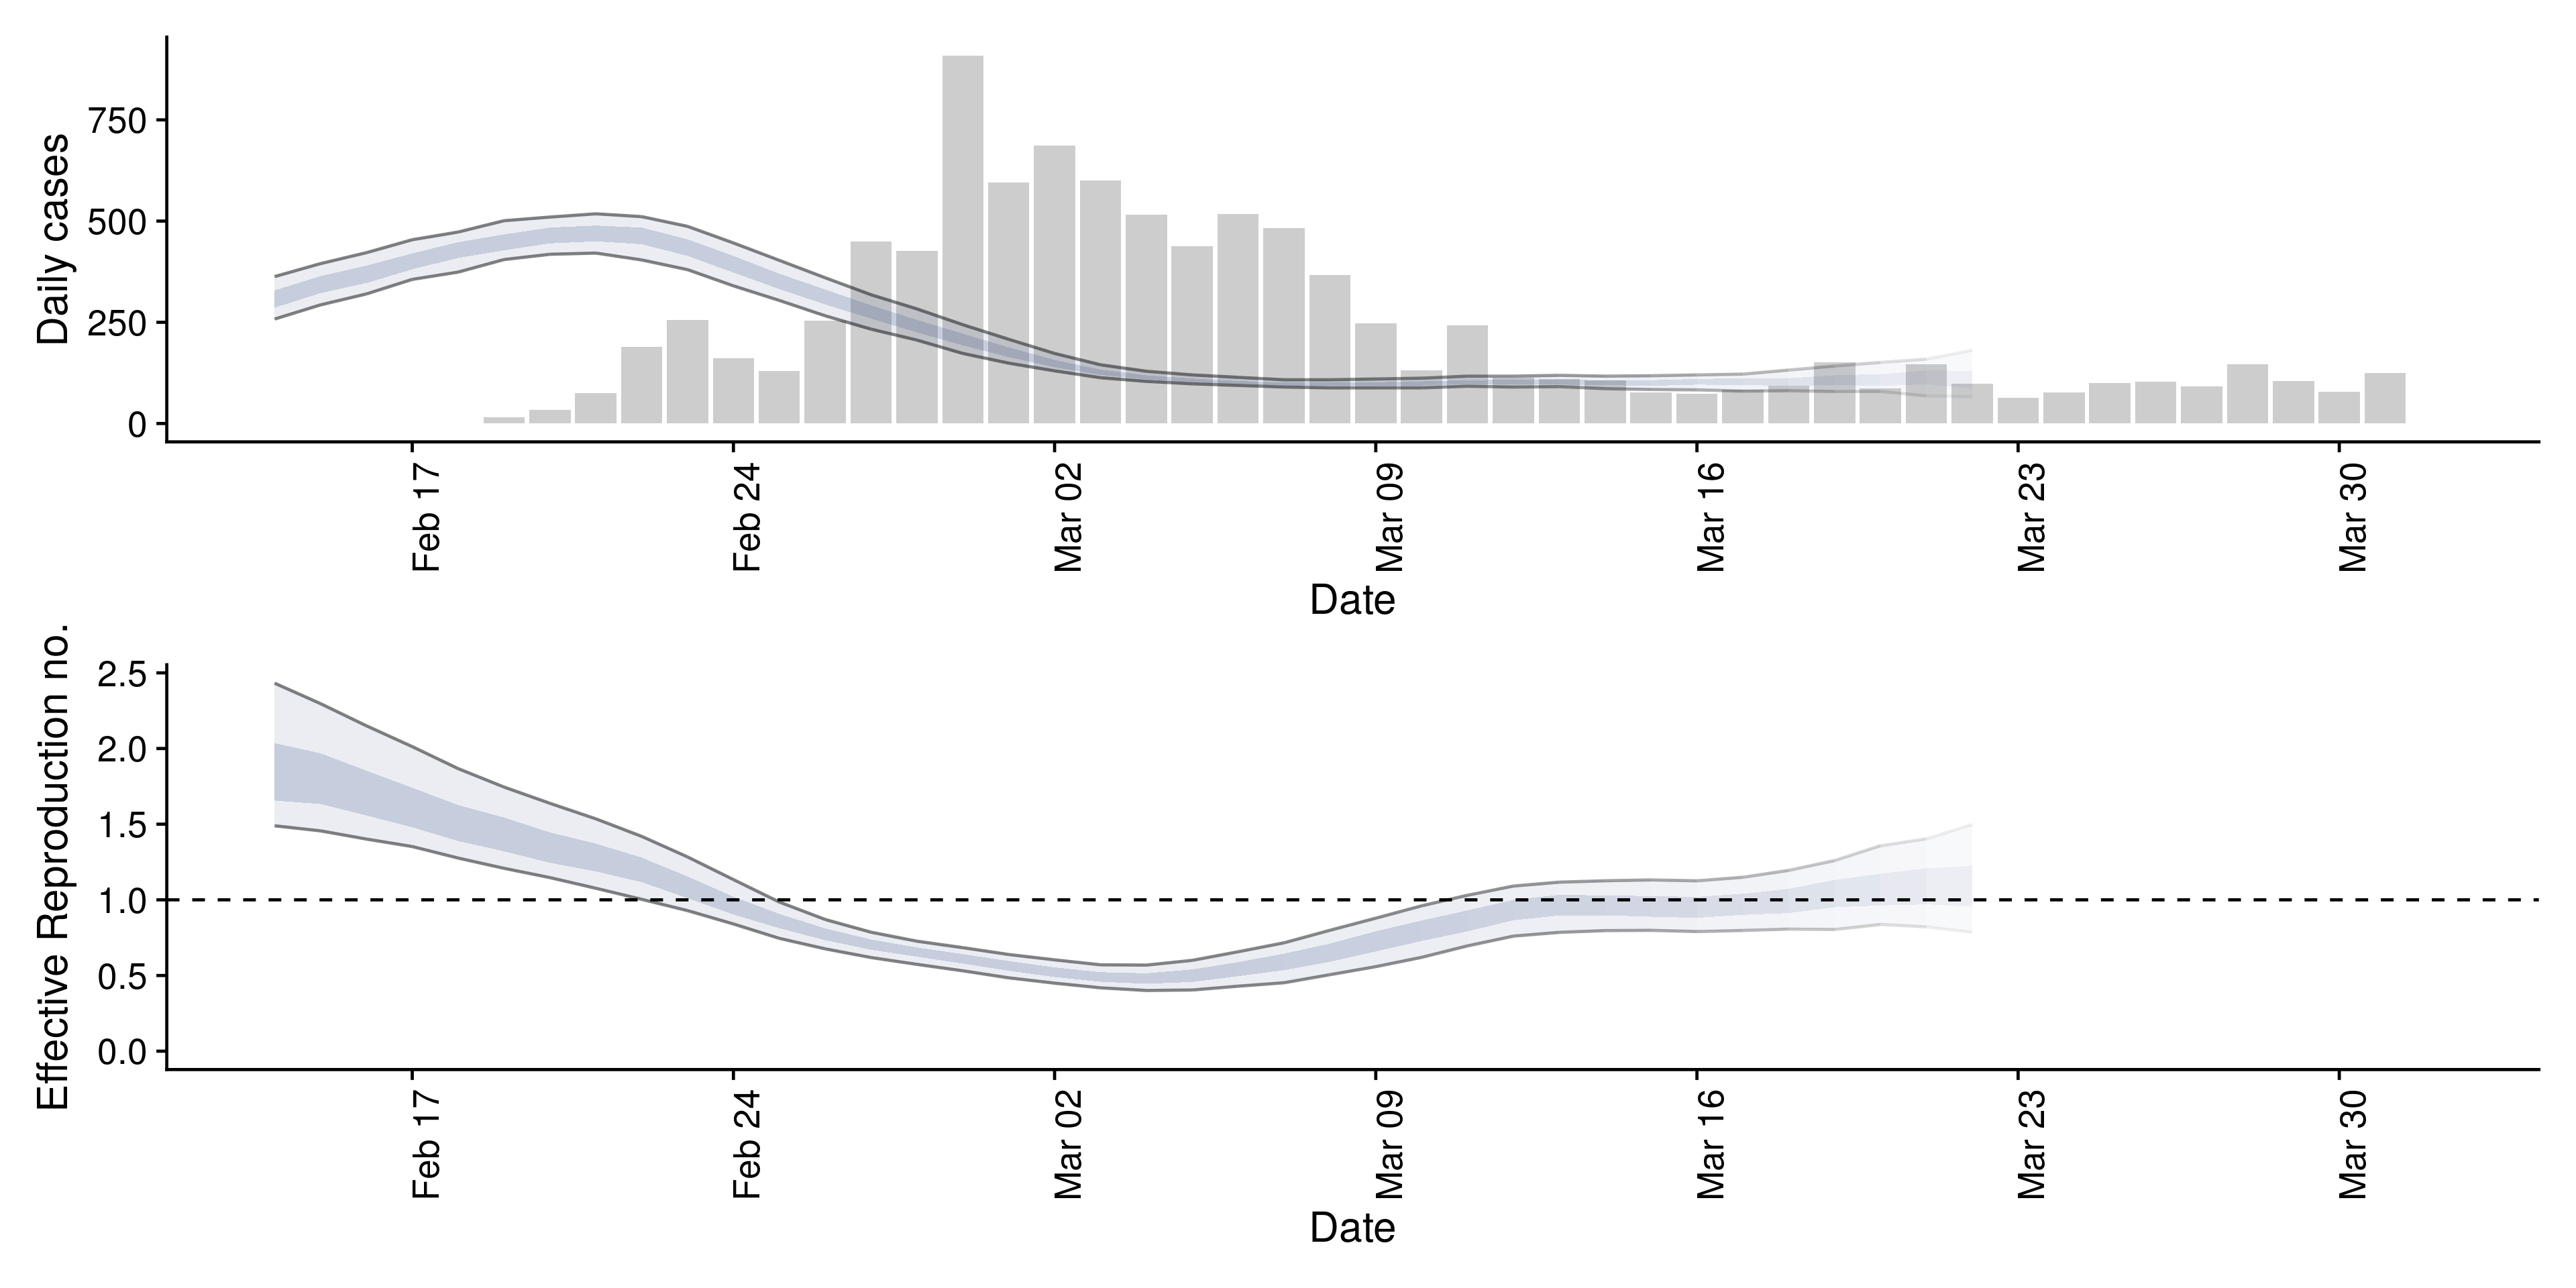 Daily cases
750
500
250
0
Feb 17
Feb 24
Mar 02
Mar 09
Mar 16
Mar 23
Mar 30
Date
Effective Reproduction no.
2.5
2.0
1.5
1.0
0.5
0.0
Feb 17
Feb 24
Mar 02
Mar 09
Mar 16
Mar 23
Mar 30
Date